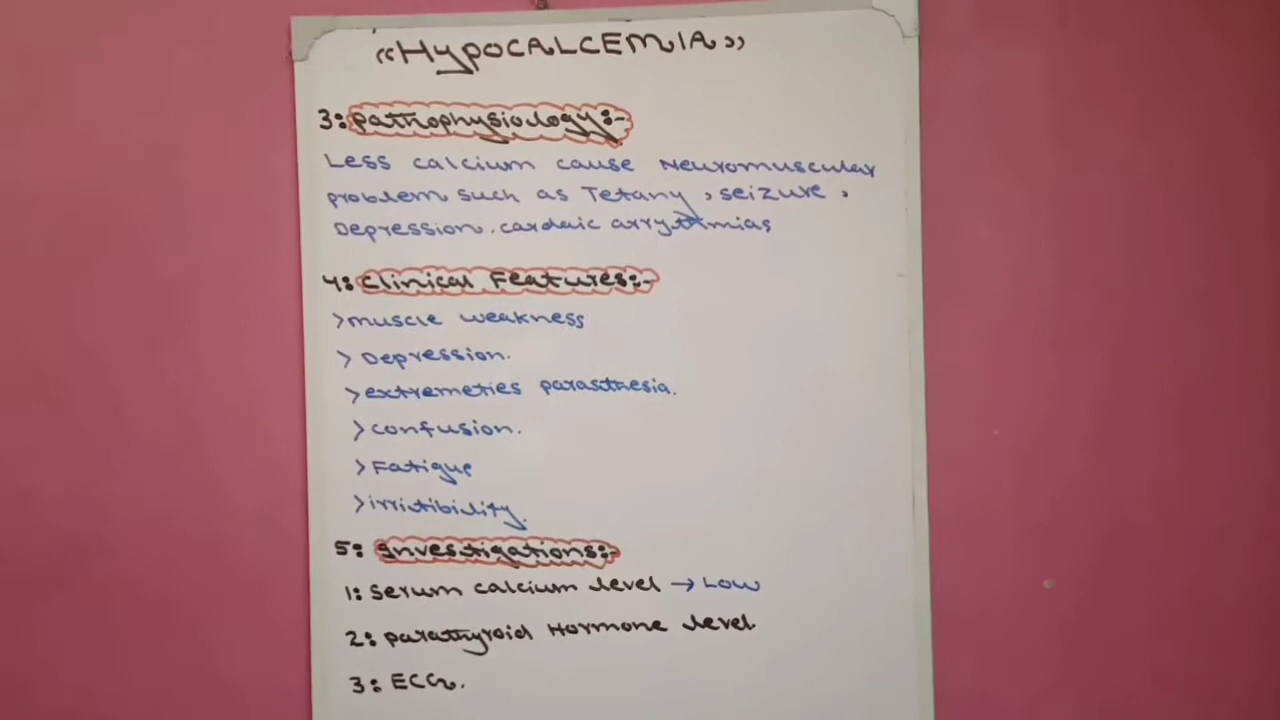 "HYPOCALCEMIA"
3: pathophysiology:-
Less calcium cause Neuromuscular
problem such as Tetany, seizure,
Depression. cardaic arrythmias
4: Clinical Features:-
>muscle weakness
> Depression.
>extremeties parasthesia.
>confusion.
>Fatigue
>irritibility.
5: Investigations:-
1: Serum calcium level → Low
2: parathyroid Hormone level
3: ECG.